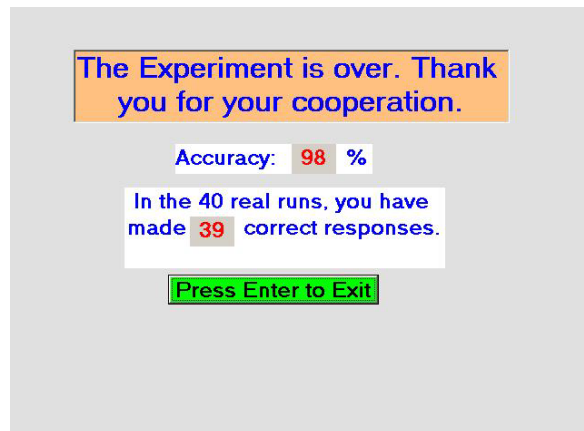 The Experiment is over. Thank
you for your cooperation.
Accuracy: 98 %
In the 40 real runs, you have
made 39 correct responses.
Press Enter to Exit